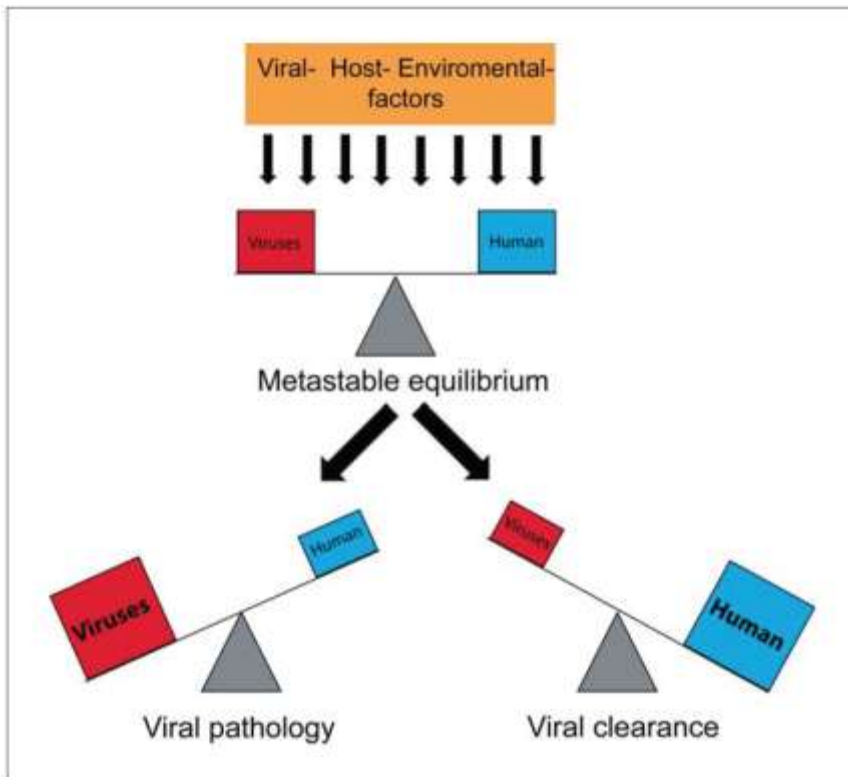 Viral- Host- Enviromental-
factors
Viruses
Human
Metastable equilibrium
Human
Viruses
Viruses
Human
Viral pathology
Viral clearance